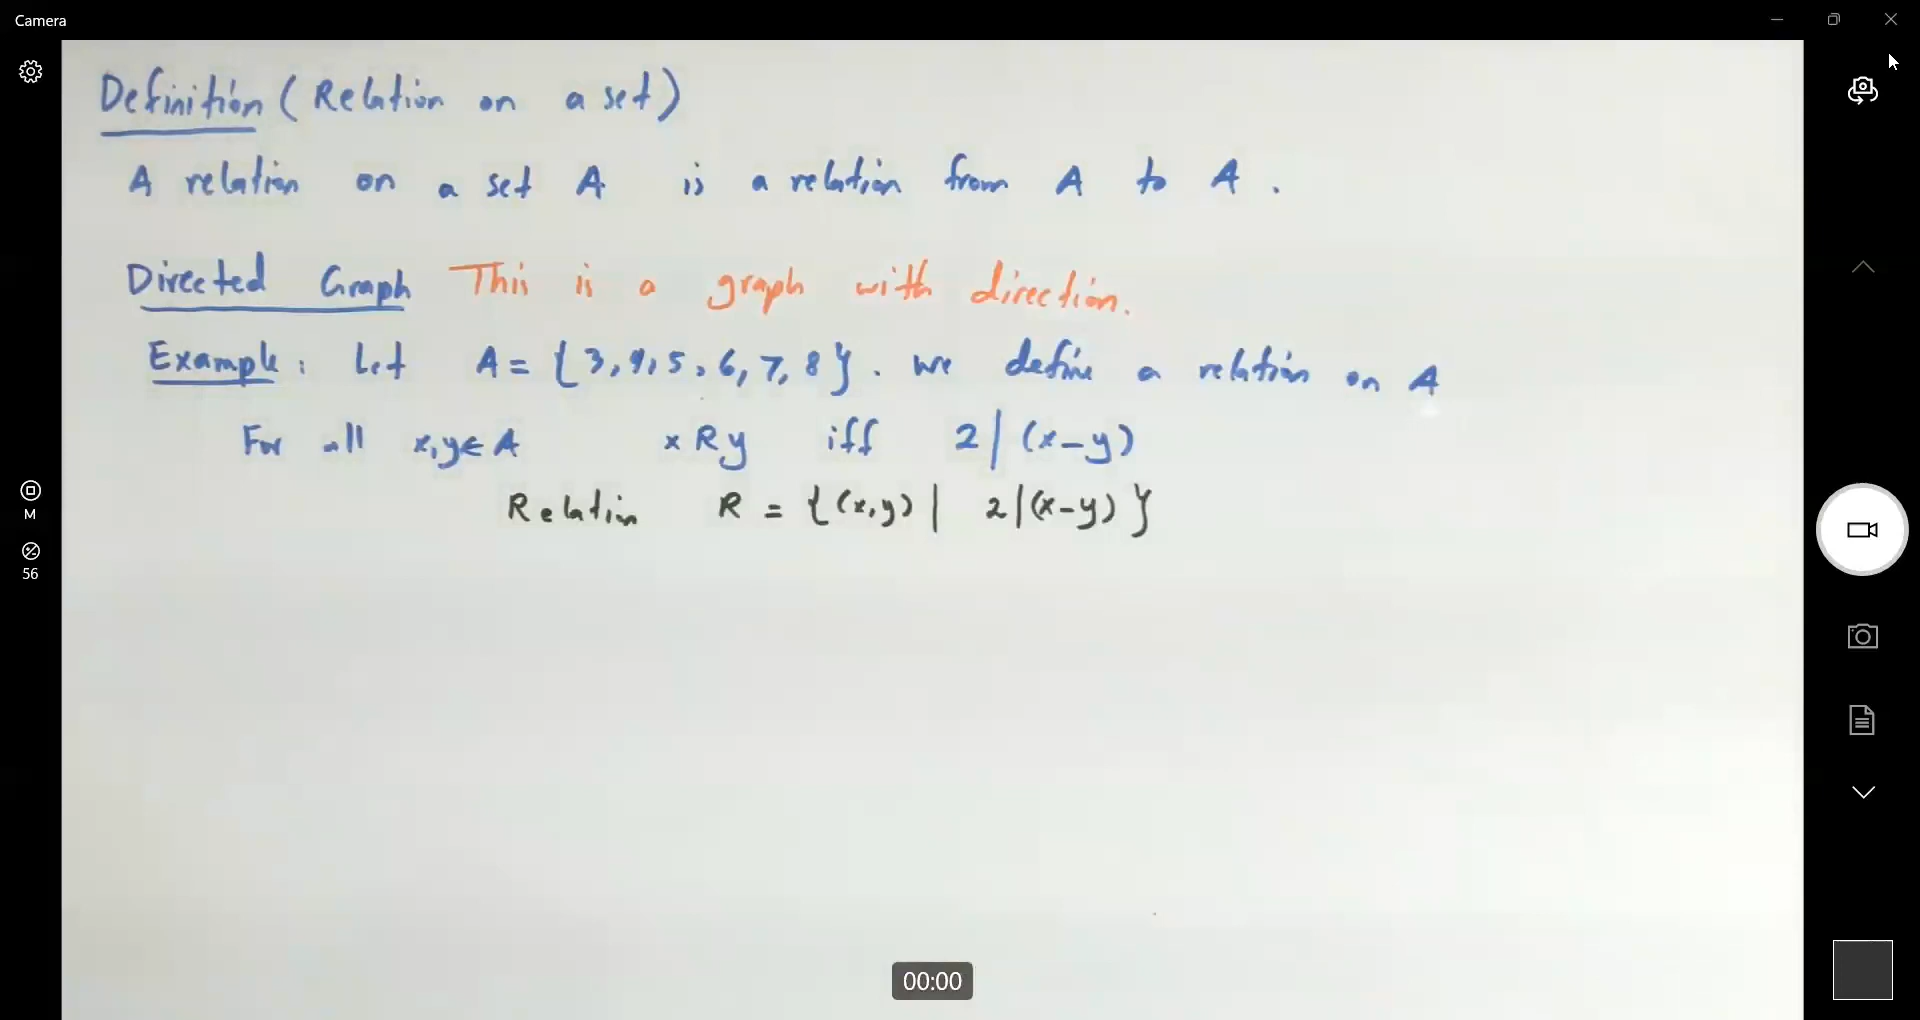 Camera
Definition (Relation on a set)
A relation on a set A is a relation from A to A.
Directed Graph This is a graph with direction.
Example: Let A = {3,4,5,6,7,8}. we define a relation on A
For all x,y∈A x R y iff 2|(x-y)
Relatin R = {(x,y)| 2|(x-y)}
M
56
00:00